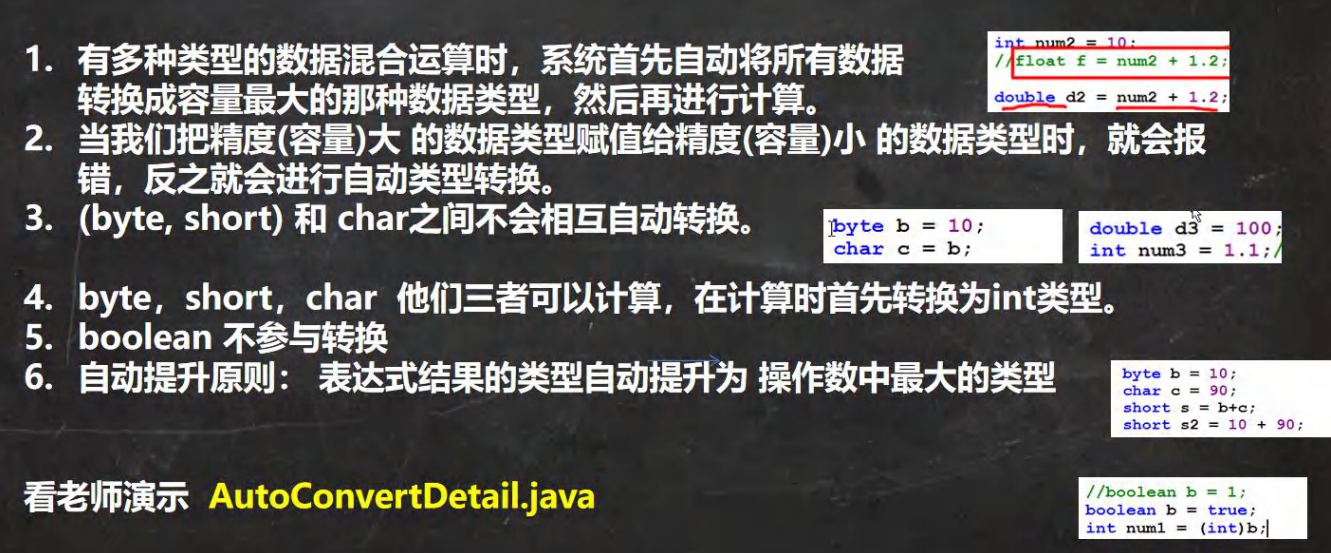 1. 有多种类型的数据混合运算时，系统首先自动将所有数据
转换成容量最大的那种数据类型，然后再进行计算。
int num2 = 10;
//float f = num2 + 1.2;
double d2 = num2 + 1.2;
2. 当我们把精度(容量)大 的数据类型赋值给精度(容量)小 的数据类型时，就会报
错，反之就会进行自动类型转换。
3. (byte, short) 和 char之间不会相互自动转换。
byte b = 10;
char c = b;
double d3 = 100;
int num3 = 1.1;/
4. byte，short，char 他们三者可以计算，在计算时首先转换为int类型。
5. boolean 不参与转换
6. 自动提升原则： 表达式结果的类型自动提升为 操作数中最大的类型
byte b = 10;
char c = 90;
short s = b+c;
short s2 = 10 + 90;
看老师演示 AutoConvertDetail.java
//boolean b = 1;
boolean b = true;
int num1 = (int)b;